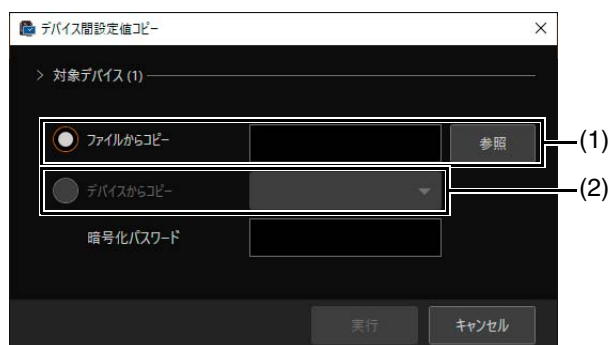 デバイス間設定値コピー
> 対象デバイス (1)
ファイルからコピー 参照 (1)
デバイスからコピー (2)
暗号化パスワード
実行 キャンセル